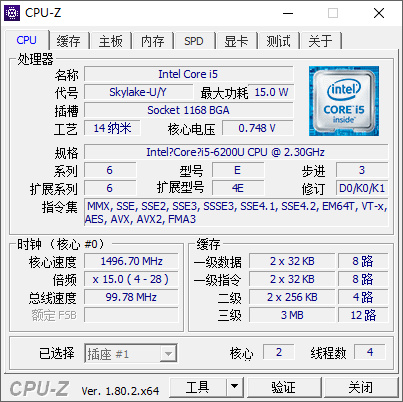 CPU-Z
CPU 缓存 主板 内存 SPD 显卡 测试 关于
处理器
名称 Intel Core i5
代号 Skylake-U/Y 最大功耗 15.0 W
插槽 Socket 1168 BGA
工艺 14 纳米 核心电压 0.748 V
intel CORE i5 inside
规格 Intel?Core?i5-6200U CPU @ 2.30GHz
系列 6 型号 E 步进 3
扩展系列 6 扩展型号 4E 修订 D0/K0/K1
指令集 MMX, SSE, SSE2, SSE3, SSSE3, SSE4.1, SSE4.2, EM64T, VT-x,
AES, AVX, AVX2, FMA3
时钟（核心 #0） 缓存
核心速度 1496.70 MHz 一级数据 2 x 32 KB 8 路
倍频 x 15.0 ( 4 - 28 ) 一级指令 2 x 32 KB 8 路
总线速度 99.78 MHz 二级 2 x 256 KB 4 路
额定 FSB 三级 3 MB 12 路
已选择 插座 #1 核心 2 线程数 4
CPU-Z Ver. 1.80.2.x64 工具 验证 关闭